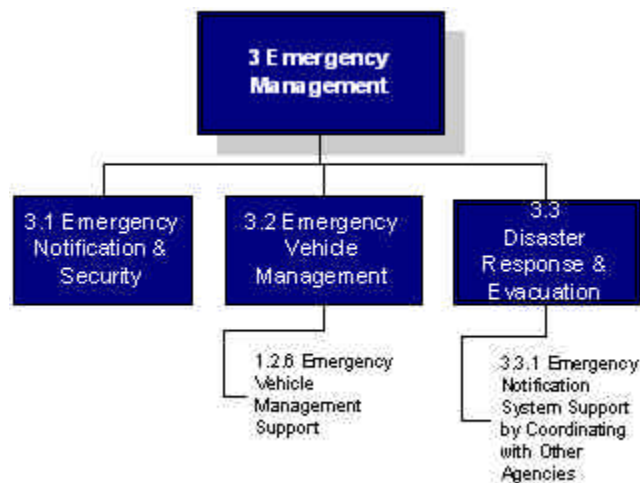 3 Emergency
Management
3.1 Emergency
Notification &
Security
3.2 Emergency
Vehicle
Management
3.3
Disaster
Response &
Evacuation
1.2.6 Emergency
Vehicle
Management
Support
3.3.1 Emergency
Notification
System Support
by Coordinating
with Other
Agencies